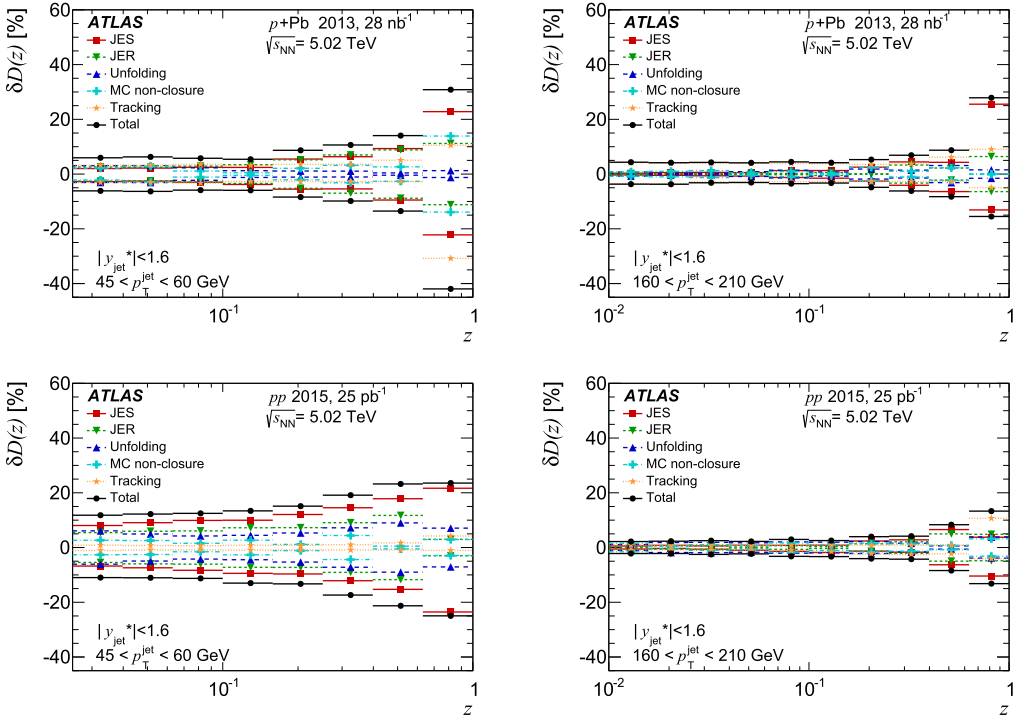 δD(z) [%]
60
40
20
0
-20
-40
ATLAS
p+Pb 2013, 28 nb-1
√sNN = 5.02 TeV
JES
JER
Unfolding
MC non-closure
Tracking
Total
| yjet*|<1.6
45 < pTjet < 60 GeV
10-1
1
z
δD(z) [%]
60
40
20
0
-20
-40
ATLAS
p+Pb 2013, 28 nb-1
√sNN = 5.02 TeV
JES
JER
Unfolding
MC non-closure
Tracking
Total
| yjet*|<1.6
160 < pTjet < 210 GeV
10-2
10-1
1
z
δD(z) [%]
60
40
20
0
-20
-40
ATLAS
pp 2015, 25 pb-1
√sNN = 5.02 TeV
JES
JER
Unfolding
MC non-closure
Tracking
Total
| yjet*|<1.6
45 < pTjet < 60 GeV
10-1
1
z
δD(z) [%]
60
40
20
0
-20
-40
ATLAS
pp 2015, 25 pb-1
√sNN = 5.02 TeV
JES
JER
Unfolding
MC non-closure
Tracking
Total
| yjet*|<1.6
160 < pTjet < 210 GeV
10-2
10-1
1
z